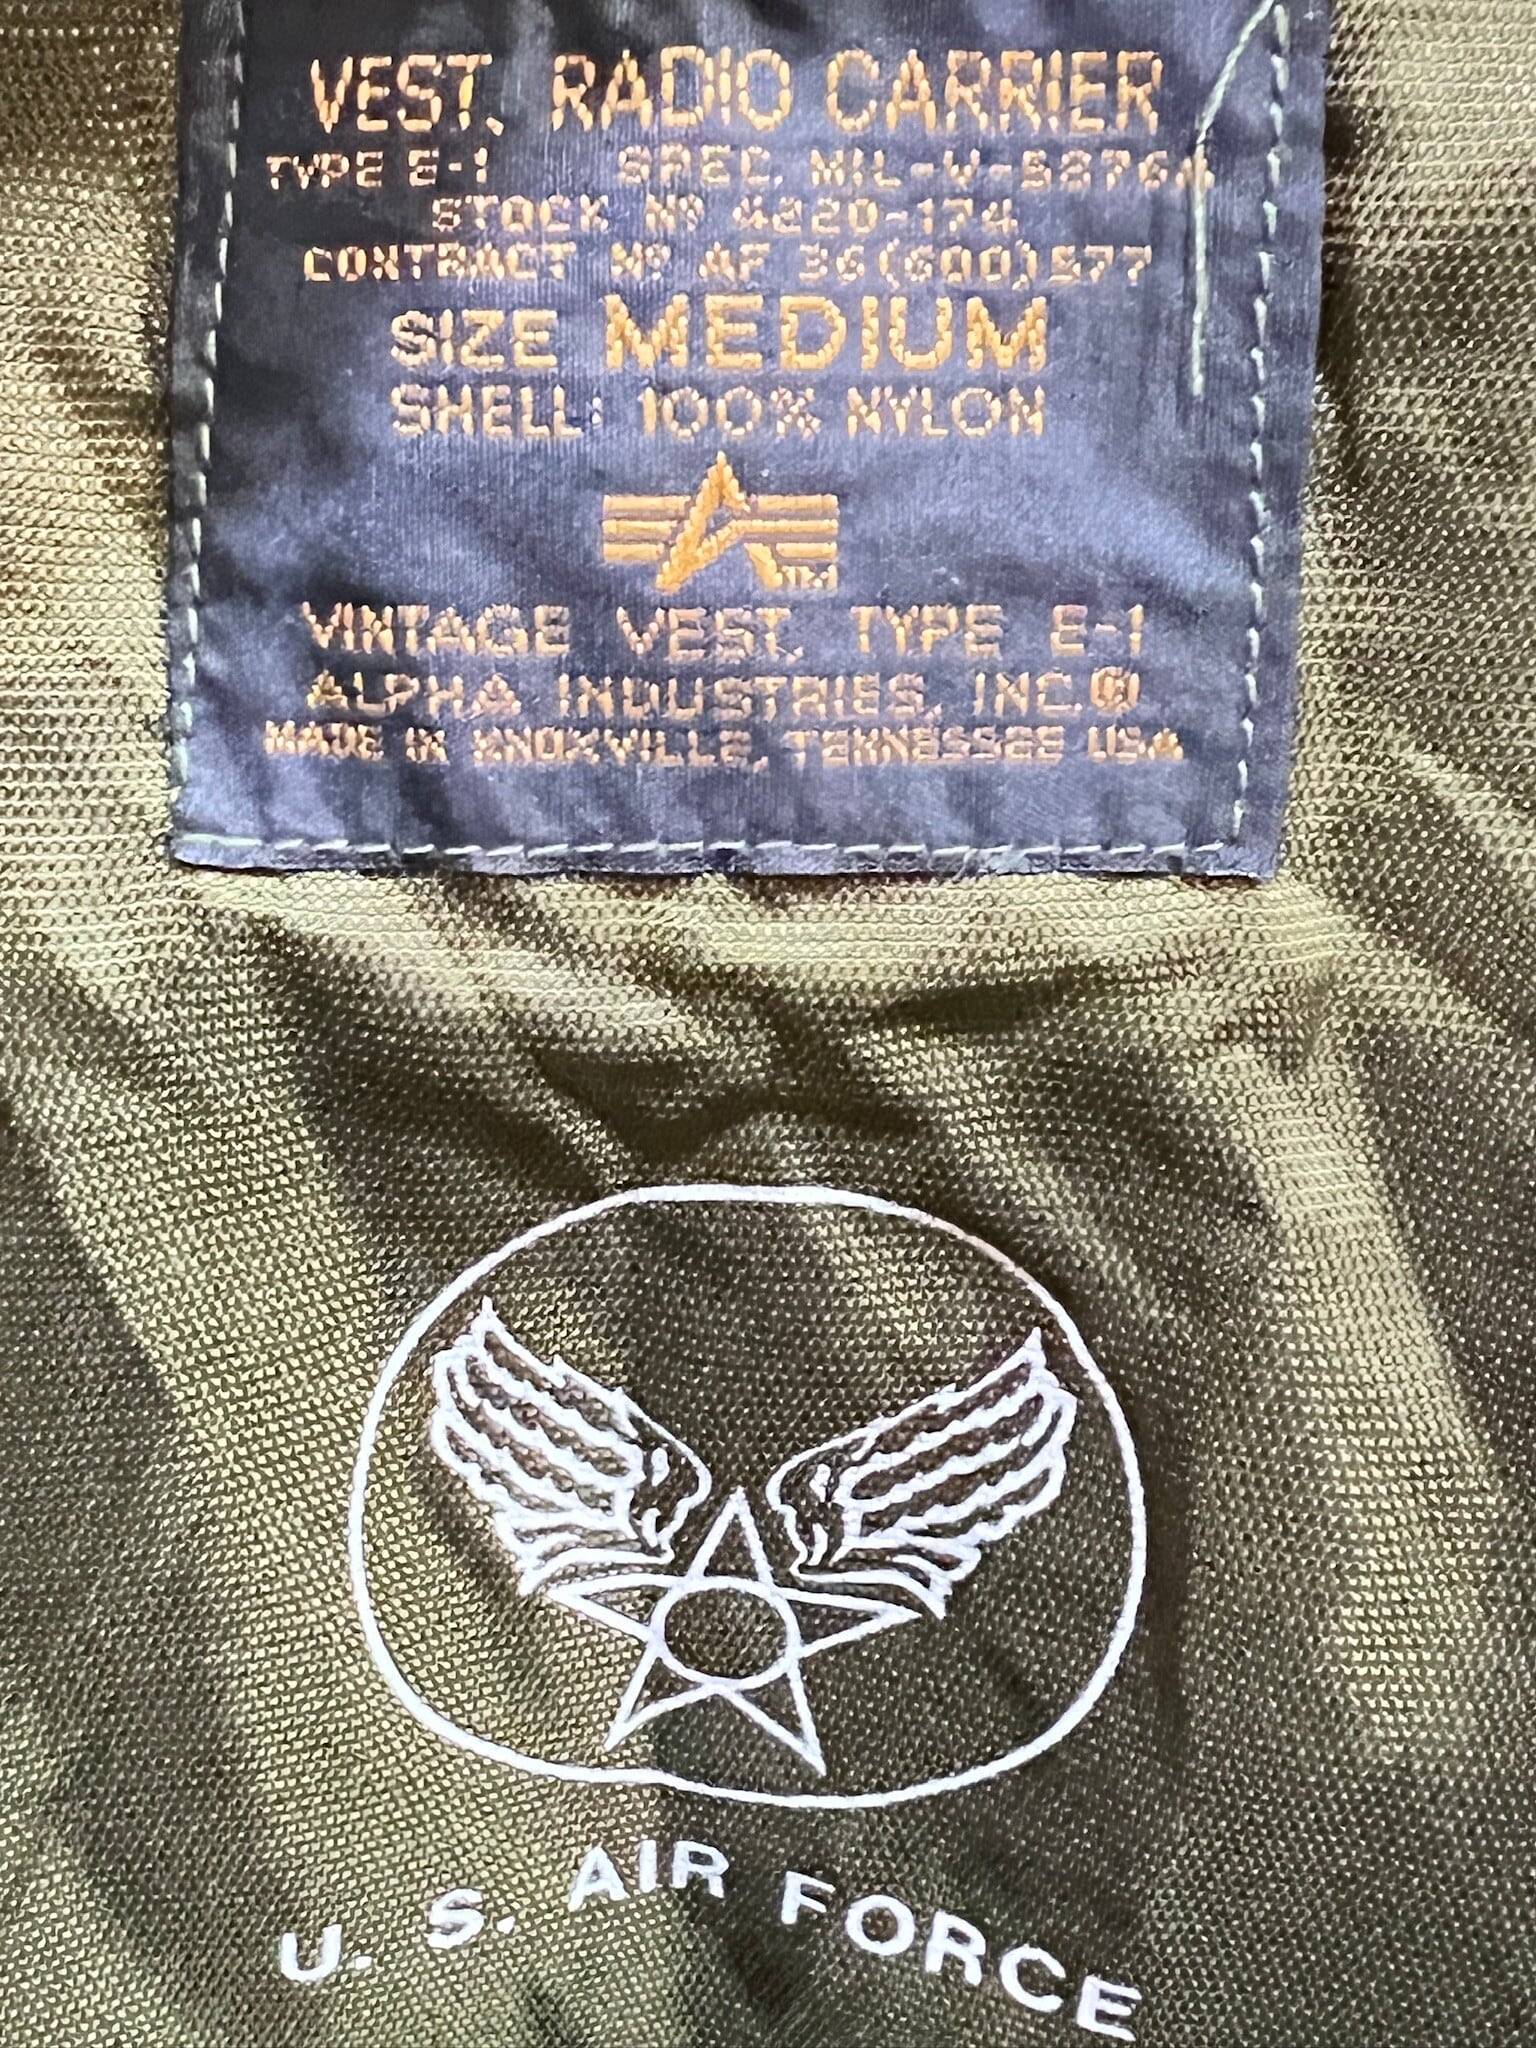 VEST, RADIO CARRIER
TYPE E-1 SPEC. MIL-V-5876A
STOCK Nº 4220-174
CONTRACT Nº AF 36(600)577
SIZE MEDIUM
SHELL: 100% NYLON
TM
VINTAGE VEST, TYPE E-1
ALPHA INDUSTRIES, INC.®
MADE IN KNOXVILLE, TENNESSEE USA
U. S. AIR FORCE